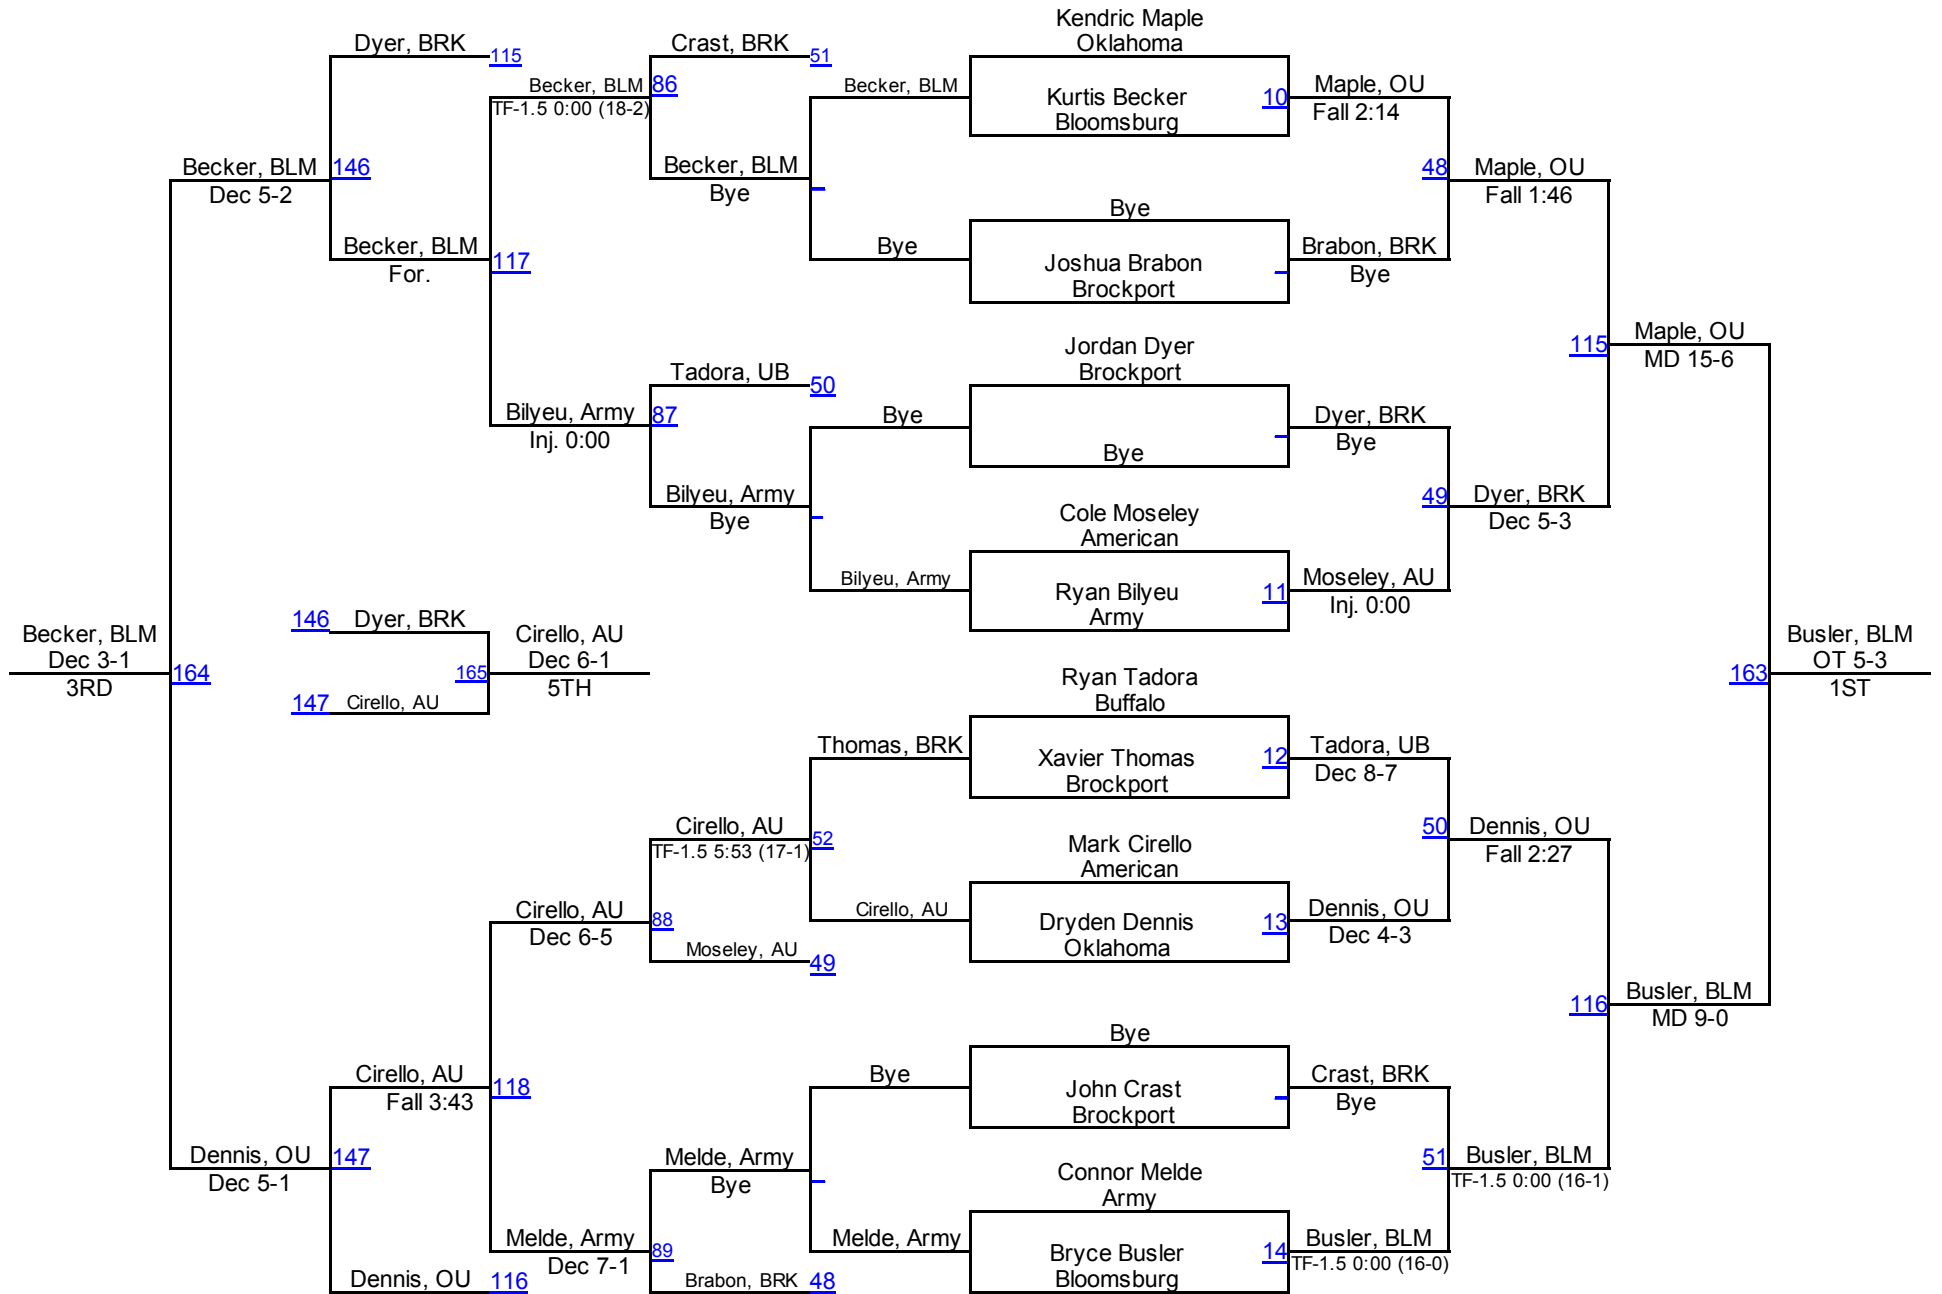 Kendric Maple
Oklahoma
Dyer, BRK
115
Crast, BRK
51
Becker, BLM
TF-1.5 0:00 (18-2)
86
Becker, BLM
Kurtis Becker
Bloomsburg
10
Maple, OU
Fall 2:14
Becker, BLM
Dec 5-2
146
Becker, BLM
Bye
48
Maple, OU
Fall 1:46
Bye
Becker, BLM
For.
117
Bye
Joshua Brabon
Brockport
Brabon, BRK
Bye
Jordan Dyer
Brockport
115
Maple, OU
MD 15-6
Tadora, UB
50
Bilyeu, Army
Inj. 0:00
87
Bye
Bye
Dyer, BRK
Bye
Bilyeu, Army
Bye
Cole Moseley
American
49
Dyer, BRK
Dec 5-3
Bilyeu, Army
Ryan Bilyeu
Army
11
Moseley, AU
Inj. 0:00
Becker, BLM
Dec 3-1
3RD
164
146
Dyer, BRK
147
Cirello, AU
165
Cirello, AU
Dec 6-1
5TH
163
Busler, BLM
OT 5-3
1ST
Ryan Tadora
Buffalo
Thomas, BRK
Xavier Thomas
Brockport
12
Tadora, UB
Dec 8-7
Cirello, AU
TF-1.5 5:53 (17-1)
52
Mark Cirello
American
50
Dennis, OU
Fall 2:27
Cirello, AU
Dec 6-5
88
Cirello, AU
Dryden Dennis
Oklahoma
13
Dennis, OU
Dec 4-3
Moseley, AU
49
116
Busler, BLM
MD 9-0
Bye
Cirello, AU
Fall 3:43
118
Bye
John Crast
Brockport
Crast, BRK
Bye
Dennis, OU
Dec 5-1
147
Melde, Army
Bye
Connor Melde
Army
51
Busler, BLM
TF-1.5 0:00 (16-1)
Melde, Army
Dec 7-1
89
Melde, Army
Bryce Busler
Bloomsburg
14
Busler, BLM
TF-1.5 0:00 (16-0)
Dennis, OU
116
Brabon, BRK
48